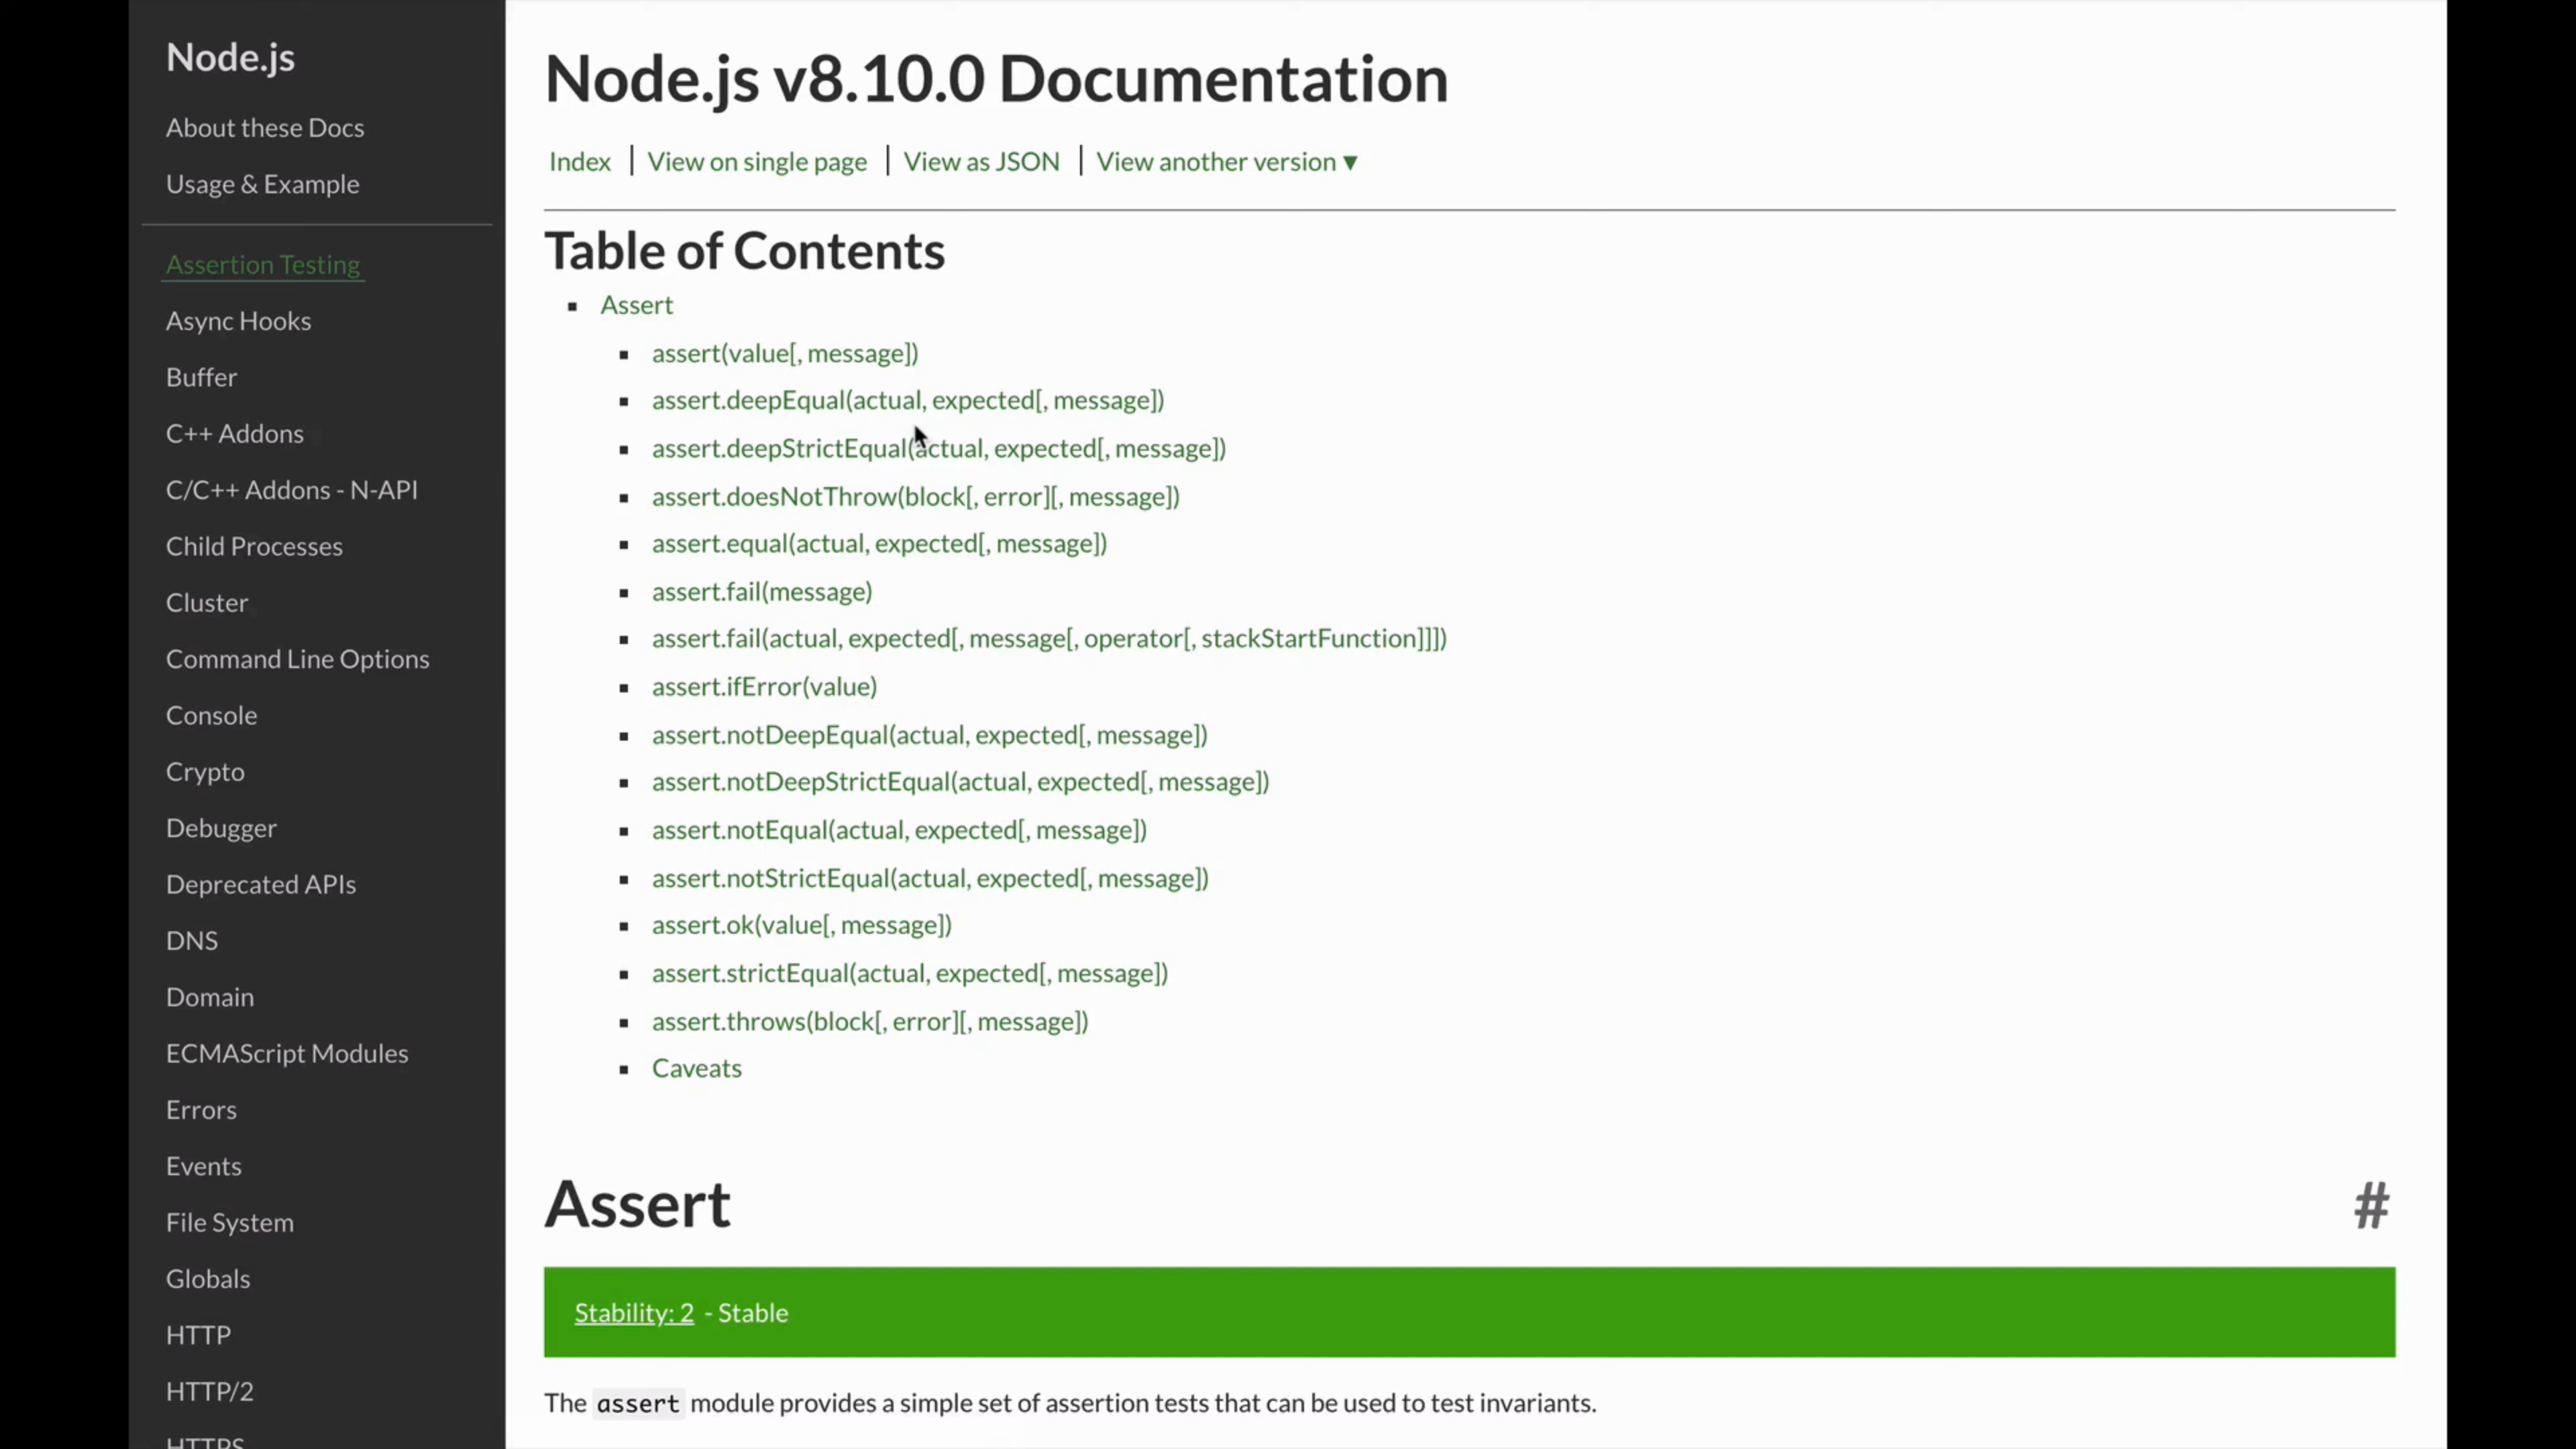 Node.js
About these Docs
Usage & Example
Assertion Testing
Async Hooks
Buffer
C++ Addons
C/C++ Addons - N-API
Child Processes
Cluster
Command Line Options
Console
Crypto
Debugger
Deprecated APIs
DNS
Domain
ECMAScript Modules
Errors
Events
File System
Globals
HTTP
HTTP/2
HTTPS
Node.js v8.10.0 Documentation
Index | View on single page | View as JSON | View another version ▼
Table of Contents
Assert
assert(value[, message])
assert.deepEqual(actual, expected[, message])
assert.deepStrictEqual(actual, expected[, message])
assert.doesNotThrow(block[, error][, message])
assert.equal(actual, expected[, message])
assert.fail(message)
assert.fail(actual, expected[, message[, operator[, stackStartFunction]]])
assert.ifError(value)
assert.notDeepEqual(actual, expected[, message])
assert.notDeepStrictEqual(actual, expected[, message])
assert.notEqual(actual, expected[, message])
assert.notStrictEqual(actual, expected[, message])
assert.ok(value[, message])
assert.strictEqual(actual, expected[, message])
assert.throws(block[, error][, message])
Caveats
Assert #
Stability: 2 - Stable
The assert module provides a simple set of assertion tests that can be used to test invariants.